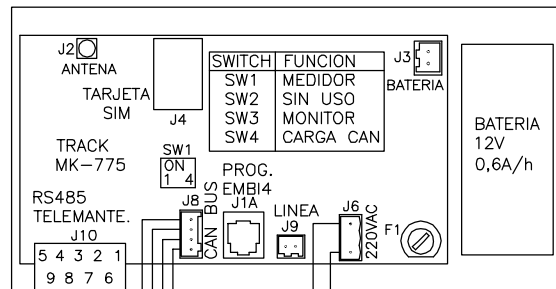 J2
ANTENA
TARJETA
SIM
J4
SWITCH FUNCION
SW1 MEDIDOR
SW2 SIN USO
SW3 MONITOR
SW4 CARGA CAN
J3
BATERIA
BATERIA
12V
0,6A/h
TRACK
MK-775
SW1
ON
1 4
PROG.
EMBI4
J1A
RS485
TELEMANTE.
J10
5 4 3 2 1
9 8 7 6
J8
CAN BUS
LINEA
J9
J6
220VAC
F1